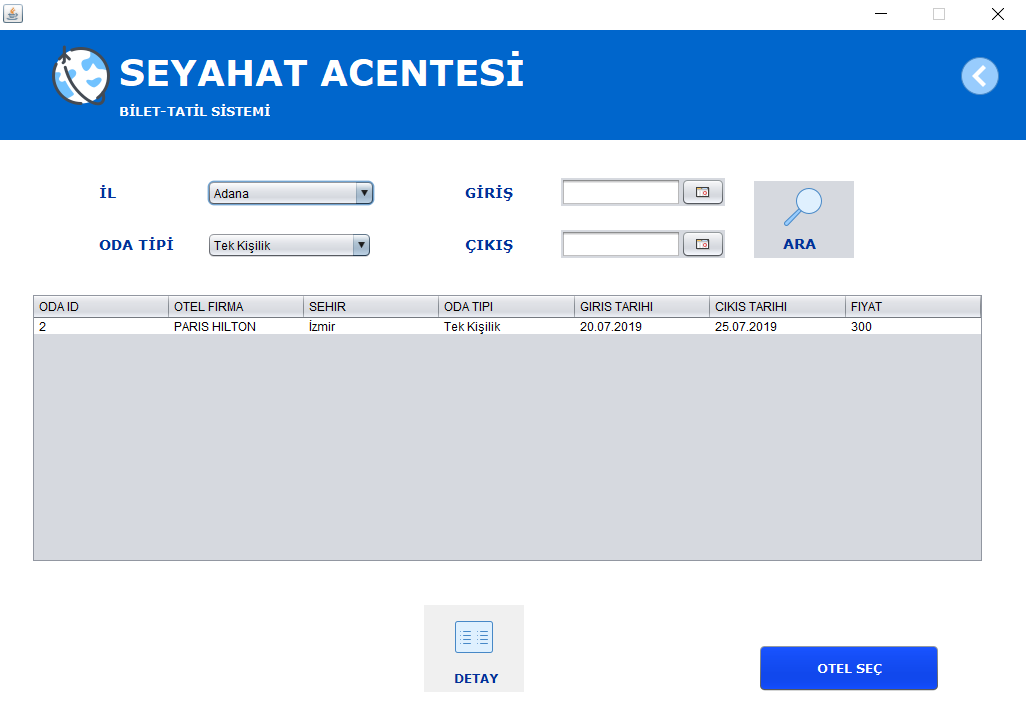 SEYAHAT ACENTESİ
BİLET-TATİL SİSTEMİ
İL Adana GİRİŞ
ODA TİPİ Tek Kişilik ÇIKIŞ ARA
ODA ID OTEL FIRMA SEHIR ODA TIPI GIRIS TARIHI CIKIS TARIHI FIYAT
2 PARIS HILTON İzmir Tek Kişilik 20.07.2019 25.07.2019 300
DETAY
OTEL SEÇ